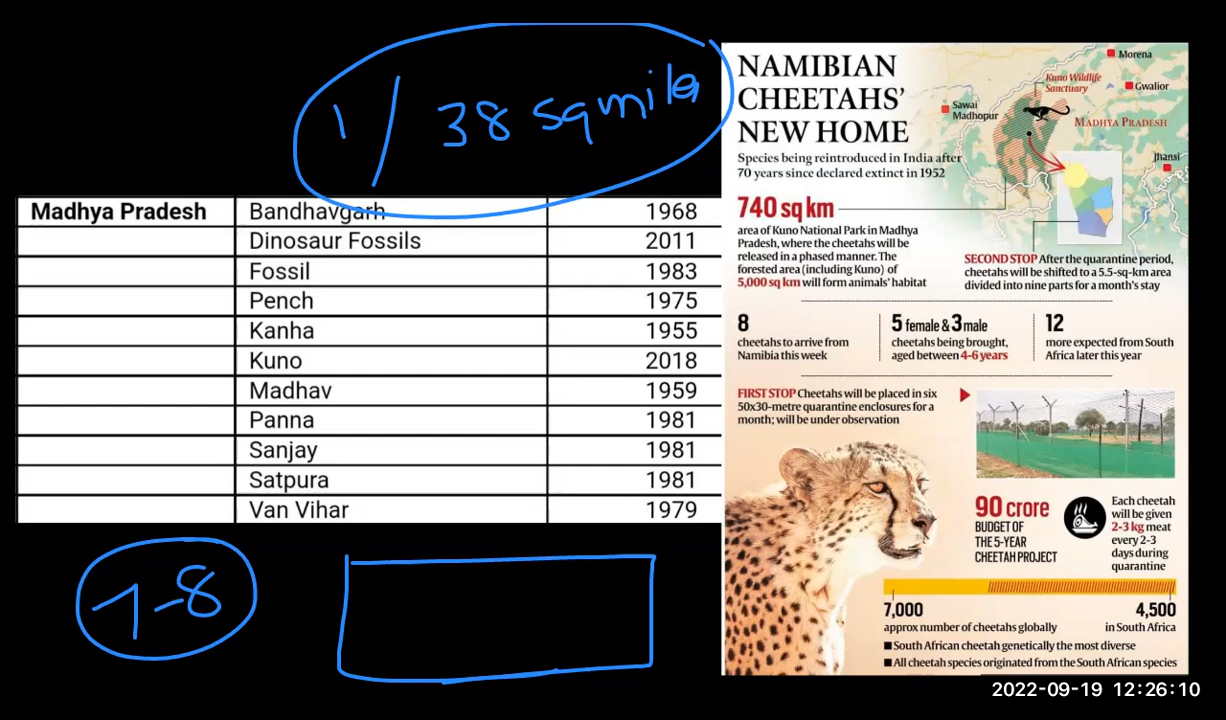 1/ 38 sq mile
Madhya Pradesh Bandhavgarh 1968
Dinosaur Fossils 2011
Fossil 1983
Pench 1975
Kanha 1955
Kuno 2018
Madhav 1959
Panna 1981
Sanjay 1981
Satpura 1981
Van Vihar 1979
1-8
NAMIBIAN
CHEETAHS'
NEW HOME
Species being reintroduced in India after
70 years since declared extinct in 1952
Morena
Kuno Wildlife
Sanctuary
Gwalior
Sawai
Madhopur
MADHYA PRADESH
Jhansi
740 sq km
area of Kuno National Park in Madhya
Pradesh, where the cheetahs will be
released in a phased manner. The
forested area (including Kuno) of
5,000 sq km will form animals' habitat
SECOND STOP After the quarantine period,
cheetahs will be shifted to a 5.5-sq-km area
divided into nine parts for a month's stay
8
cheetahs to arrive from
Namibia this week
5 female & 3 male
cheetahs being brought,
aged between 4-6 years
12
more expected from South
Africa later this year
FIRST STOP Cheetahs will be placed in six
50x30-metre quarantine enclosures for a
month; will be under observation
90 crore
BUDGET OF
THE 5-YEAR
CHEETAH PROJECT
Each cheetah
will be given
2-3 kg meat
every 2-3
days during
quarantine
7,000
approx number of cheetahs globally
4,500
in South Africa
South African cheetah genetically the most diverse
All cheetah species originated from the South African species
2022-09-19 12:26:10